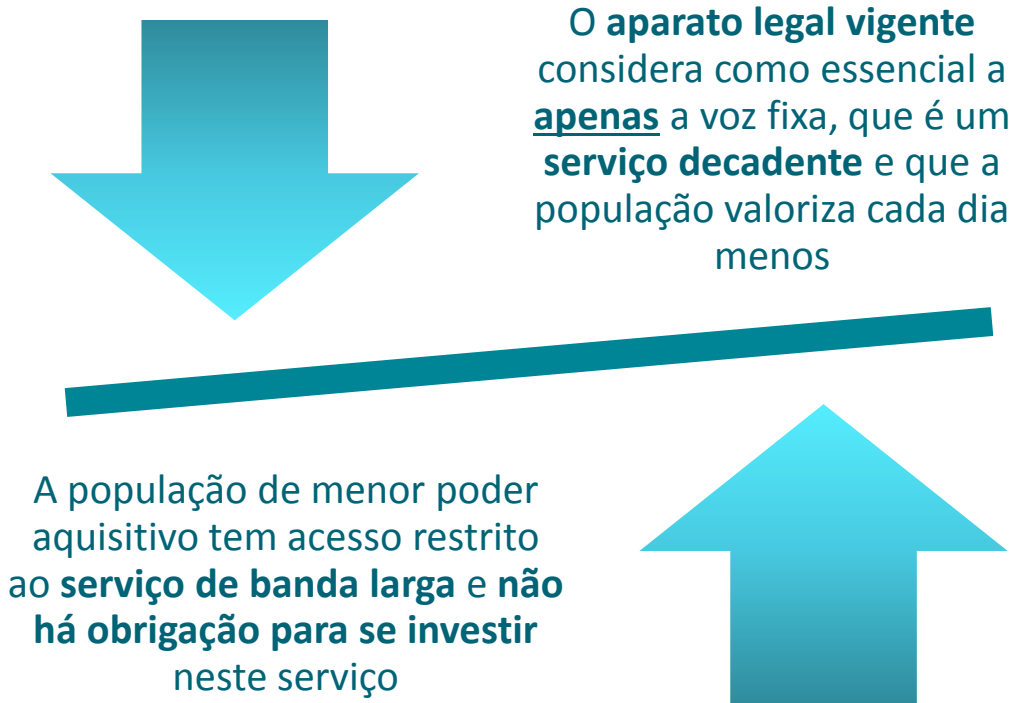 O aparato legal vigente
considera como essencial a
apenas a voz fixa, que é um
serviço decadente e que a
população valoriza cada dia
menos
A população de menor poder
aquisitivo tem acesso restrito
ao serviço de banda larga e não
há obrigação para se investir
neste serviço